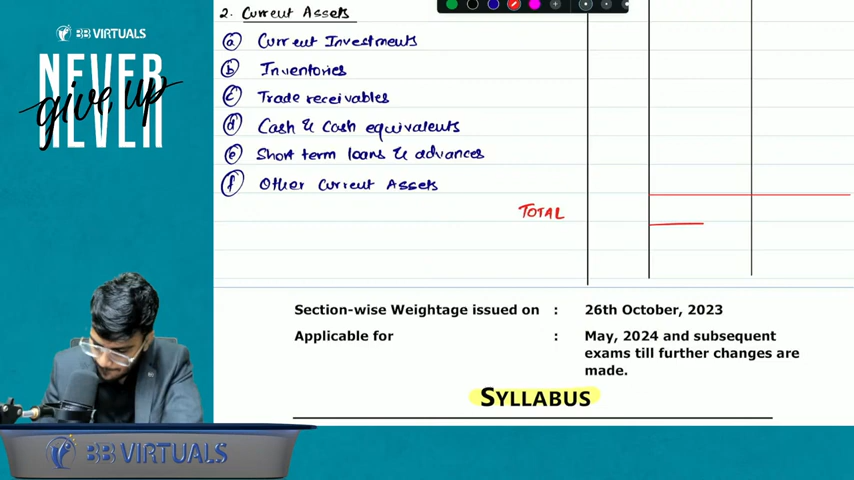 BB VIRTUALS
NEVER
give up
NEVER
2. Current Assets
a Current Investments
b Inventories
c Trade receivables
d Cash & Cash equivalents
e Short term loans & advances
f Other Current Assets
TOTAL
Section-wise Weightage issued on : 26th October, 2023
Applicable for : May, 2024 and subsequent
exams till further changes are
made.
SYLLABUS
BB VIRTUALS